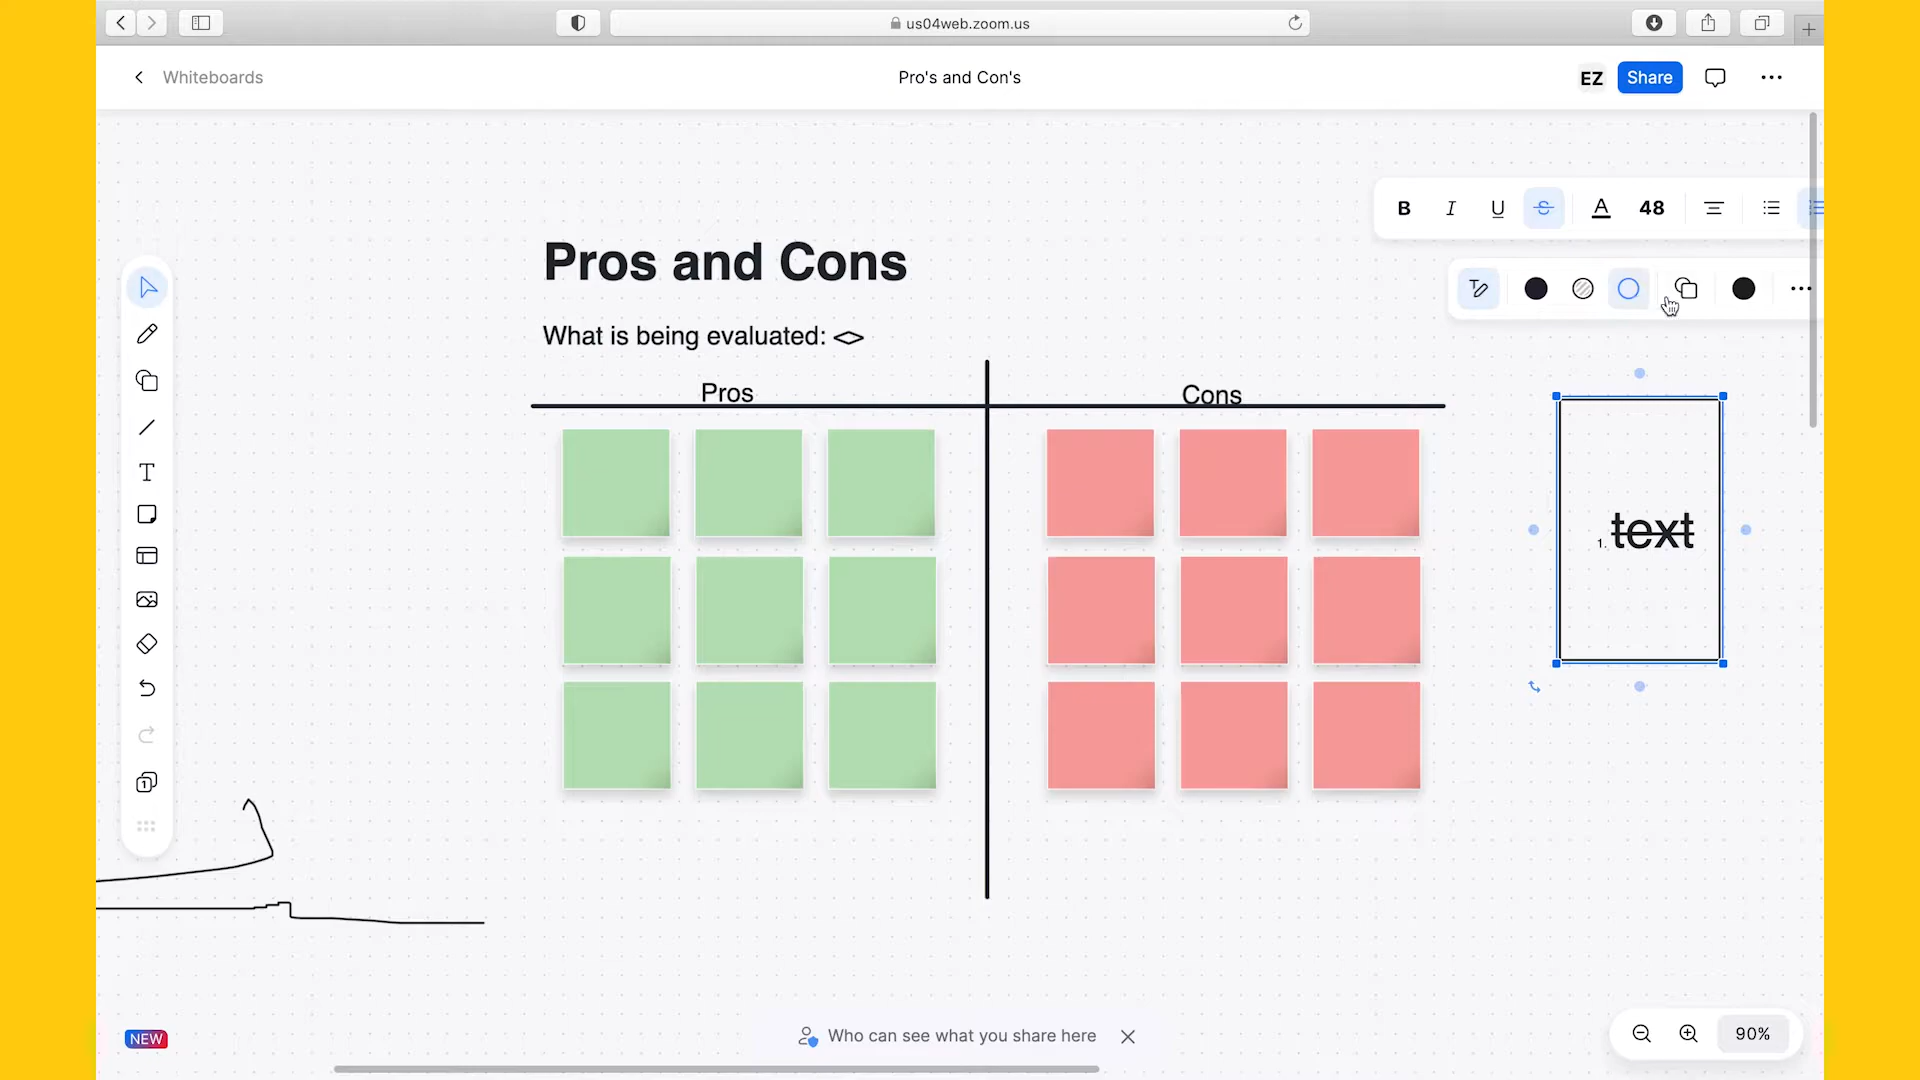 us04web.zoom.us
Whiteboards
Pro's and Con's
EZ
Share
B I U S A 48
Pros and Cons
What is being evaluated: <>
Pros
Cons
1. text
T
1
NEW
Who can see what you share here
90%